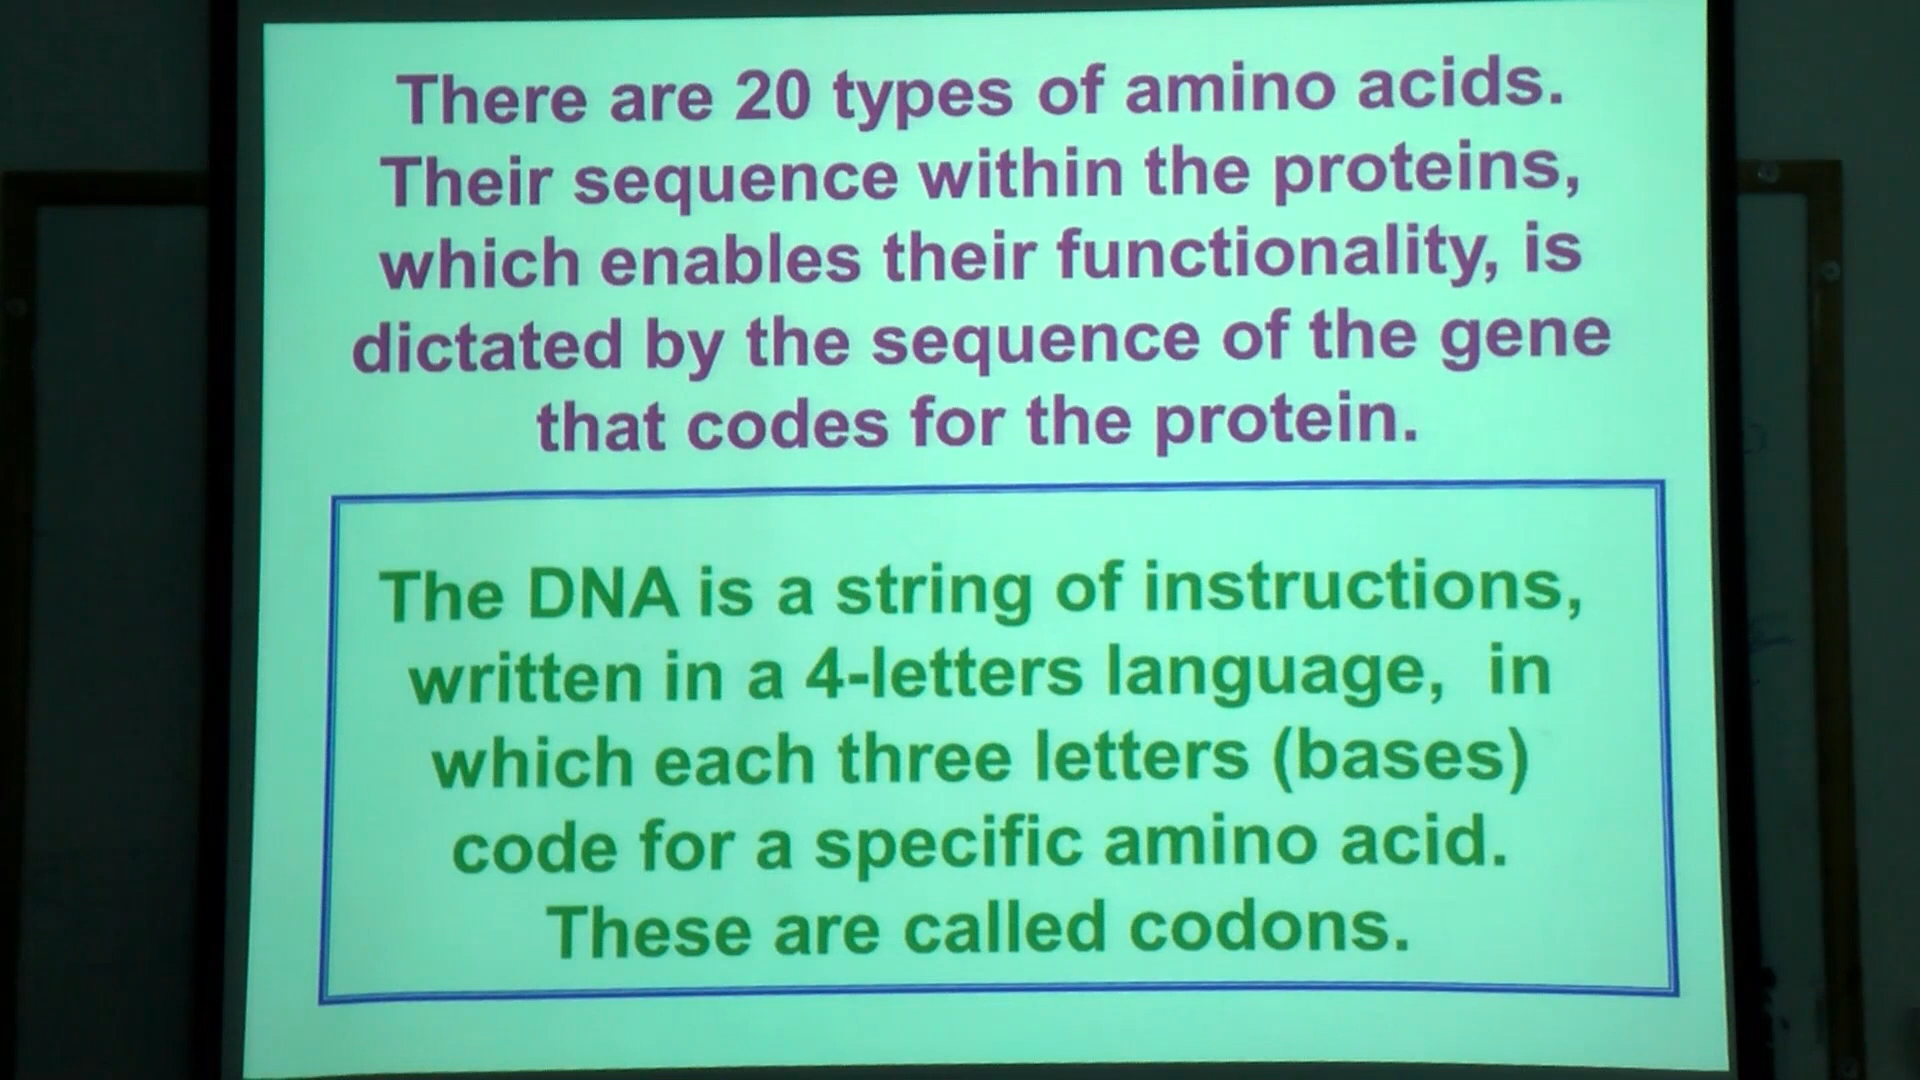 There are 20 types of amino acids.
Their sequence within the proteins,
which enables their functionality, is
dictated by the sequence of the gene
that codes for the protein.
The DNA is a string of instructions,
written in a 4-letters language, in
which each three letters (bases)
code for a specific amino acid.
These are called codons.